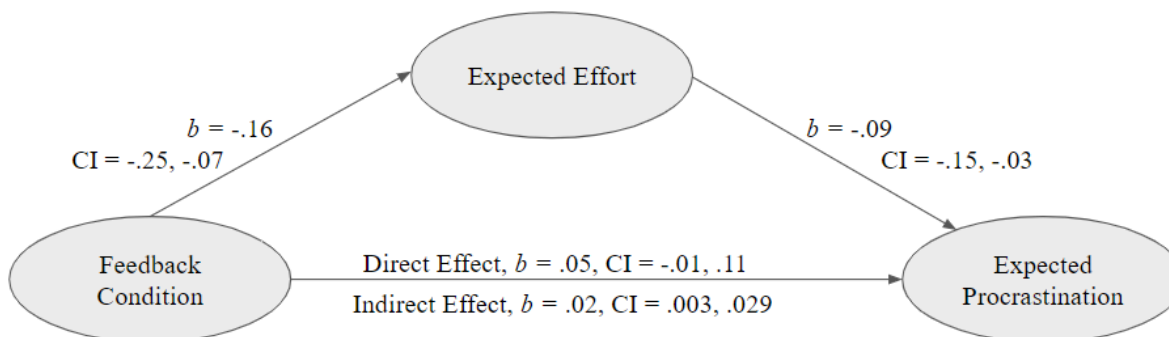 Expected Effort
b = -.16
CI = -.25, -.07
b = -.09
CI = -.15, -.03
Feedback
Condition
Direct Effect, b = .05, CI = -.01, .11
Indirect Effect, b = .02, CI = .003, .029
Expected
Procrastination